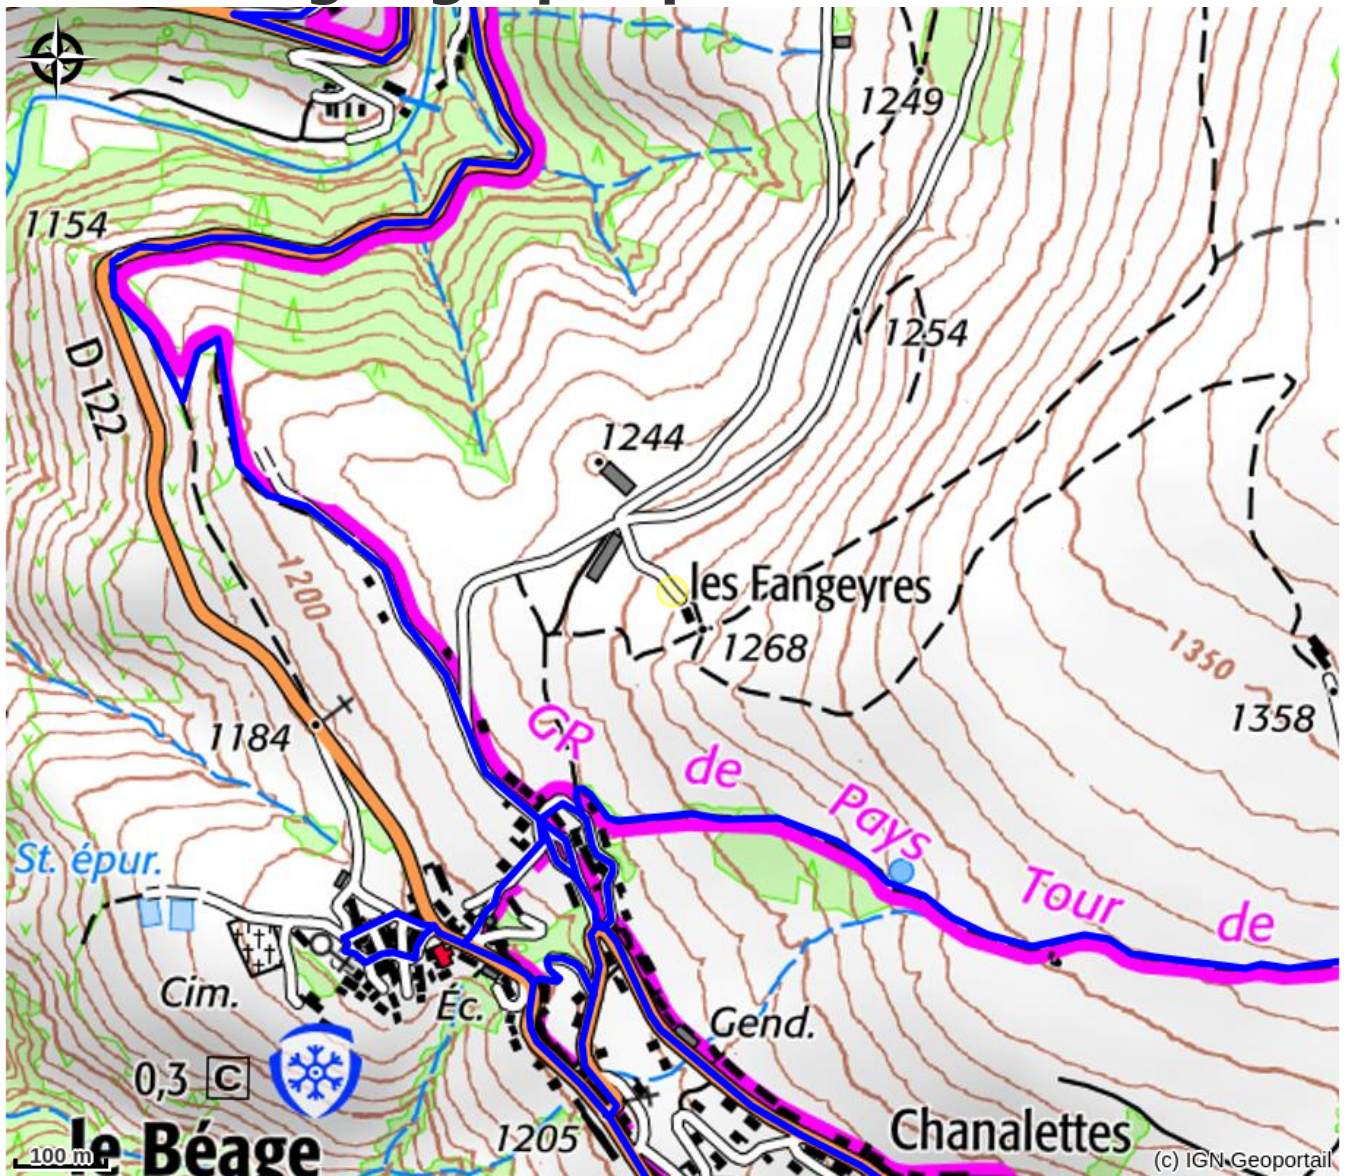 1249
1154
1254
D 122
1244
1200
les Fangeyres
1268
1350
1358
1184
GR de Pays Tour de
St. épur.
Cim.
Éc.
Gend.
0,3 C
1205
Chanalettes
le Béage
100 m
(c) IGN Geoportail